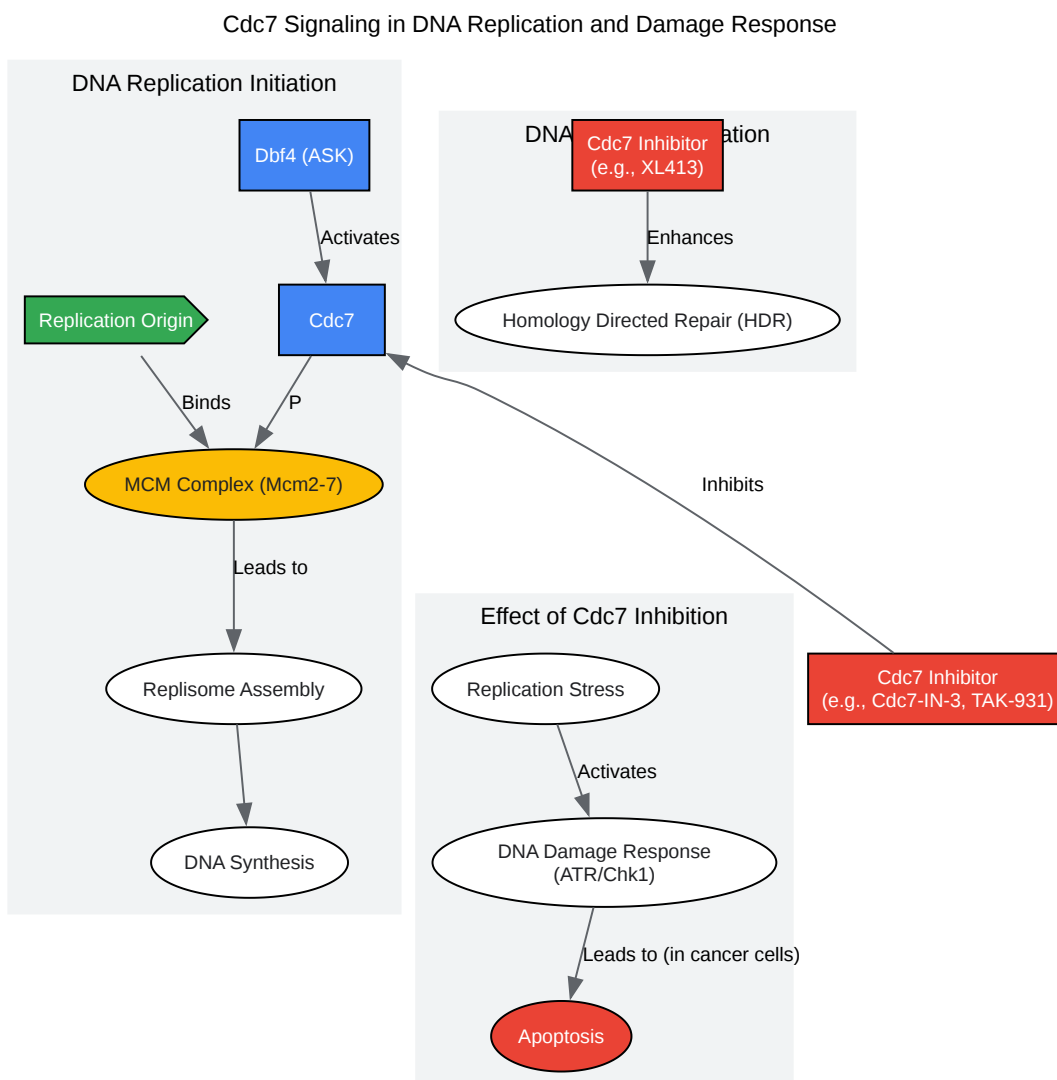 Cdc7 Signaling in DNA Replication and Damage Response
DNA Replication Initiation
Dbf4 (ASK)
Activates
Replication Origin
Cdc7
Binds
P
MCM Complex (Mcm2-7)
Leads to
Replisome Assembly
DNA Synthesis
DNA
Cdc7 Inhibitor
(e.g., XL413)
Enhances
Homology Directed Repair (HDR)
Inhibits
Cdc7 Inhibitor
(e.g., Cdc7-IN-3, TAK-931)
Effect of Cdc7 Inhibition
Replication Stress
Activates
DNA Damage Response
(ATR/Chk1)
Leads to (in cancer cells)
Apoptosis